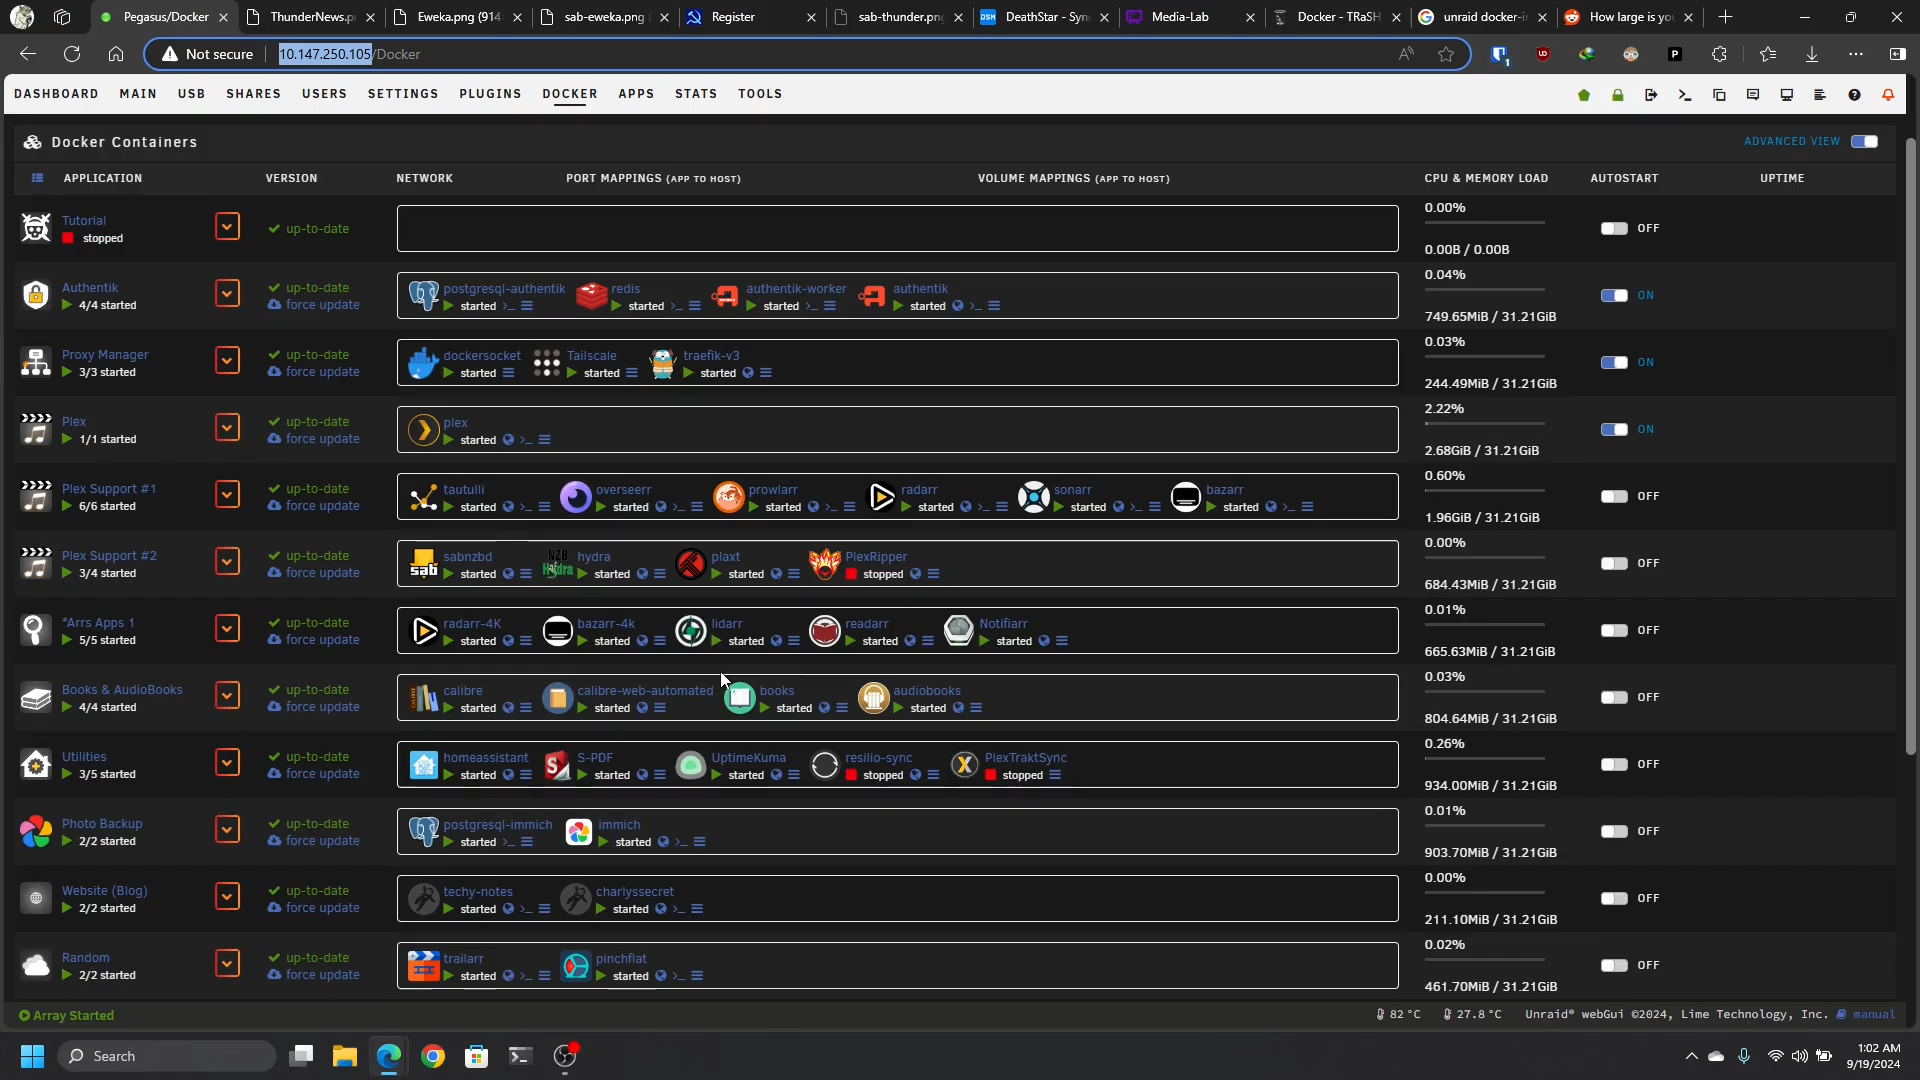 Pegasus/Docker
ThunderNews.pr
Eweka.png (914
sab-eweka.png
Register
sab-thunder.png
DeathStar - Syn
Media-Lab
Docker - TRaSH
unraid docker-i
How large is yo
Not secure
10.147.250.105/Docker
DASHBOARD MAIN USB SHARES USERS SETTINGS PLUGINS DOCKER APPS STATS TOOLS
Docker Containers
ADVANCED VIEW
APPLICATION VERSION NETWORK PORT MAPPINGS (APP TO HOST) VOLUME MAPPINGS (APP TO HOST) CPU & MEMORY LOAD AUTOSTART UPTIME
Tutorial
stopped
up-to-date
0.00%
0.00B / 0.00B
OFF
Authentik
4/4 started
up-to-date
force update
postgresql-authentik
started
redis
started
authentik-worker
started
authentik
started
0.04%
749.65MiB / 31.21GiB
ON
Proxy Manager
3/3 started
up-to-date
force update
dockersocket
started
Tailscale
started
traefik-v3
started
0.03%
244.49MiB / 31.21GiB
ON
Plex
1/1 started
up-to-date
force update
plex
started
2.22%
2.68GiB / 31.21GiB
ON
Plex Support #1
6/6 started
up-to-date
force update
tautulli
started
overseerr
started
prowlarr
started
radarr
started
sonarr
started
bazarr
started
0.60%
1.96GiB / 31.21GiB
OFF
Plex Support #2
3/4 started
up-to-date
force update
sab
sabnzbd
started
NZB
Hydra
hydra
started
plaxt
started
PlexRipper
stopped
0.00%
684.43MiB / 31.21GiB
OFF
*Arrs Apps 1
5/5 started
up-to-date
force update
radarr-4K
started
bazarr-4k
started
lidarr
started
readarr
started
Notifiarr
started
0.01%
665.63MiB / 31.21GiB
OFF
Books & AudioBooks
4/4 started
up-to-date
force update
calibre
started
calibre-web-automated
started
books
started
audiobooks
started
0.03%
804.64MiB / 31.21GiB
OFF
Utilities
3/5 started
up-to-date
force update
homeassistant
started
S-PDF
started
UptimeKuma
started
resilio-sync
stopped
PlexTraktSync
stopped
0.26%
934.00MiB / 31.21GiB
OFF
Photo Backup
2/2 started
up-to-date
force update
postgresql-immich
started
immich
started
0.01%
903.70MiB / 31.21GiB
OFF
Website (Blog)
2/2 started
up-to-date
force update
techy-notes
started
charlyssecret
started
0.00%
211.10MiB / 31.21GiB
OFF
Random
2/2 started
up-to-date
force update
trailarr
started
pinchflat
started
0.02%
461.70MiB / 31.21GiB
OFF
Array Started
82 °C 27.8 °C Unraid® webGui ©2024, Lime Technology, Inc. manual
Search
1:02 AM
9/19/2024